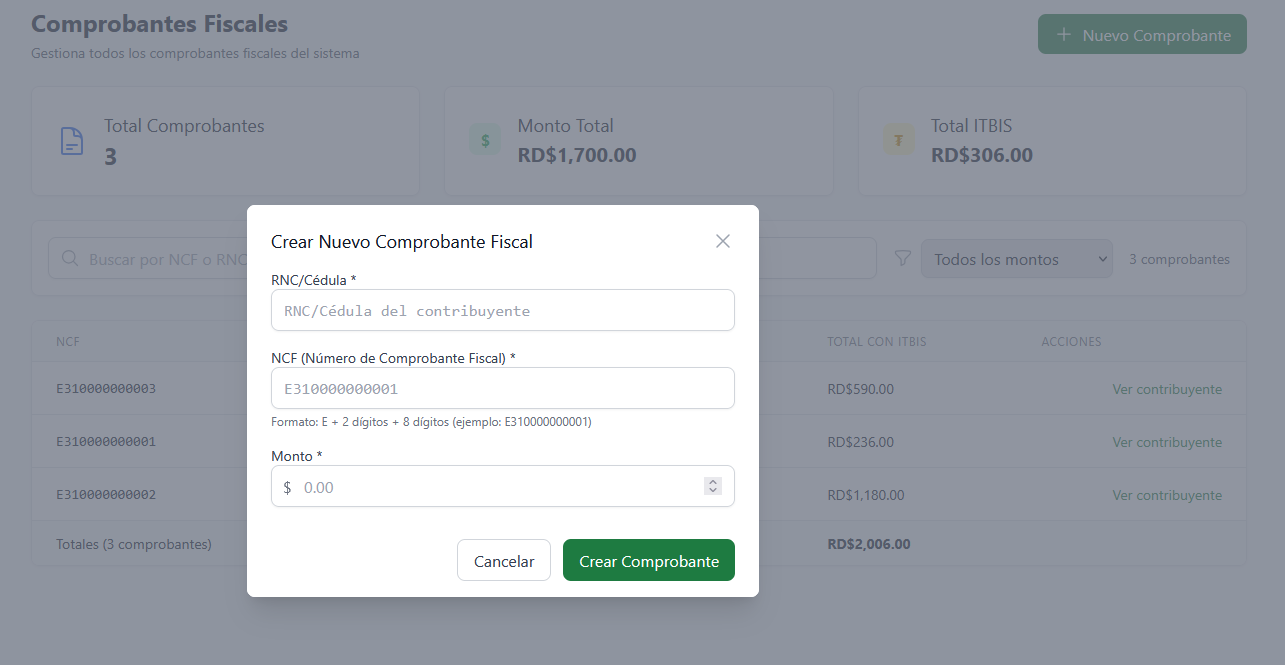 Comprobantes Fiscales
Gestiona todos los comprobantes fiscales del sistema
+ Nuevo Comprobante
Total Comprobantes
3
$
Monto Total
RD$1,700.00
₮
Total ITBIS
RD$306.00
Buscar por NCF o RNC
Todos los montos
3 comprobantes
Crear Nuevo Comprobante Fiscal
RNC/Cédula *
RNC/Cédula del contribuyente
NCF (Número de Comprobante Fiscal) *
E310000000001
Formato: E + 2 dígitos + 8 dígitos (ejemplo: E310000000001)
Monto *
$ 0.00
Cancelar
Crear Comprobante
NCF
TOTAL CON ITBIS
ACCIONES
E310000000003
RD$590.00
Ver contribuyente
E310000000001
RD$236.00
Ver contribuyente
E310000000002
RD$1,180.00
Ver contribuyente
Totales (3 comprobantes)
RD$2,006.00